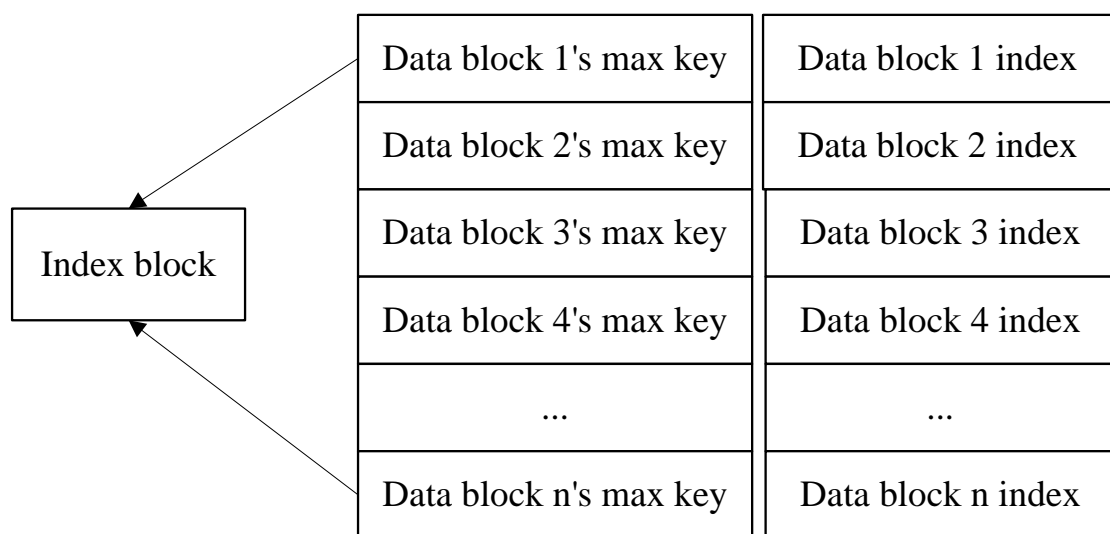 Data block 1's max key Data block 1 index
Data block 2's max key Data block 2 index
Index block
Data block 3's max key Data block 3 index
Data block 4's max key Data block 4 index
... ...
Data block n's max key Data block n index